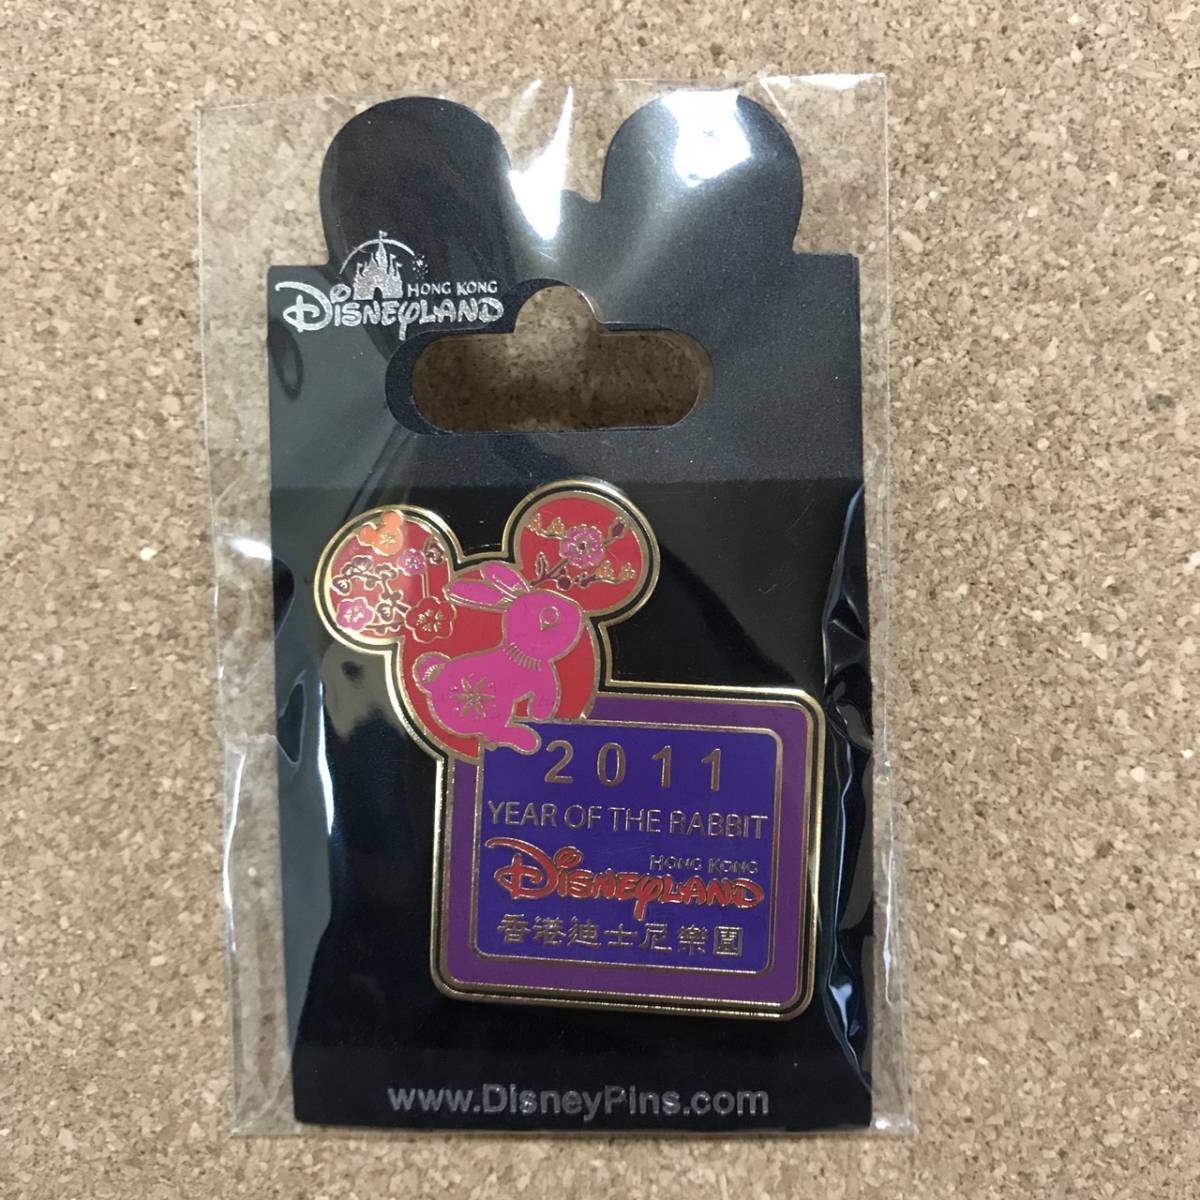 HONG KONG
DISNEYLAND
2011
YEAR OF THE RABBIT
HONG KONG
DISNEYLAND
香港迪士尼樂園
www.DisneyPins.com